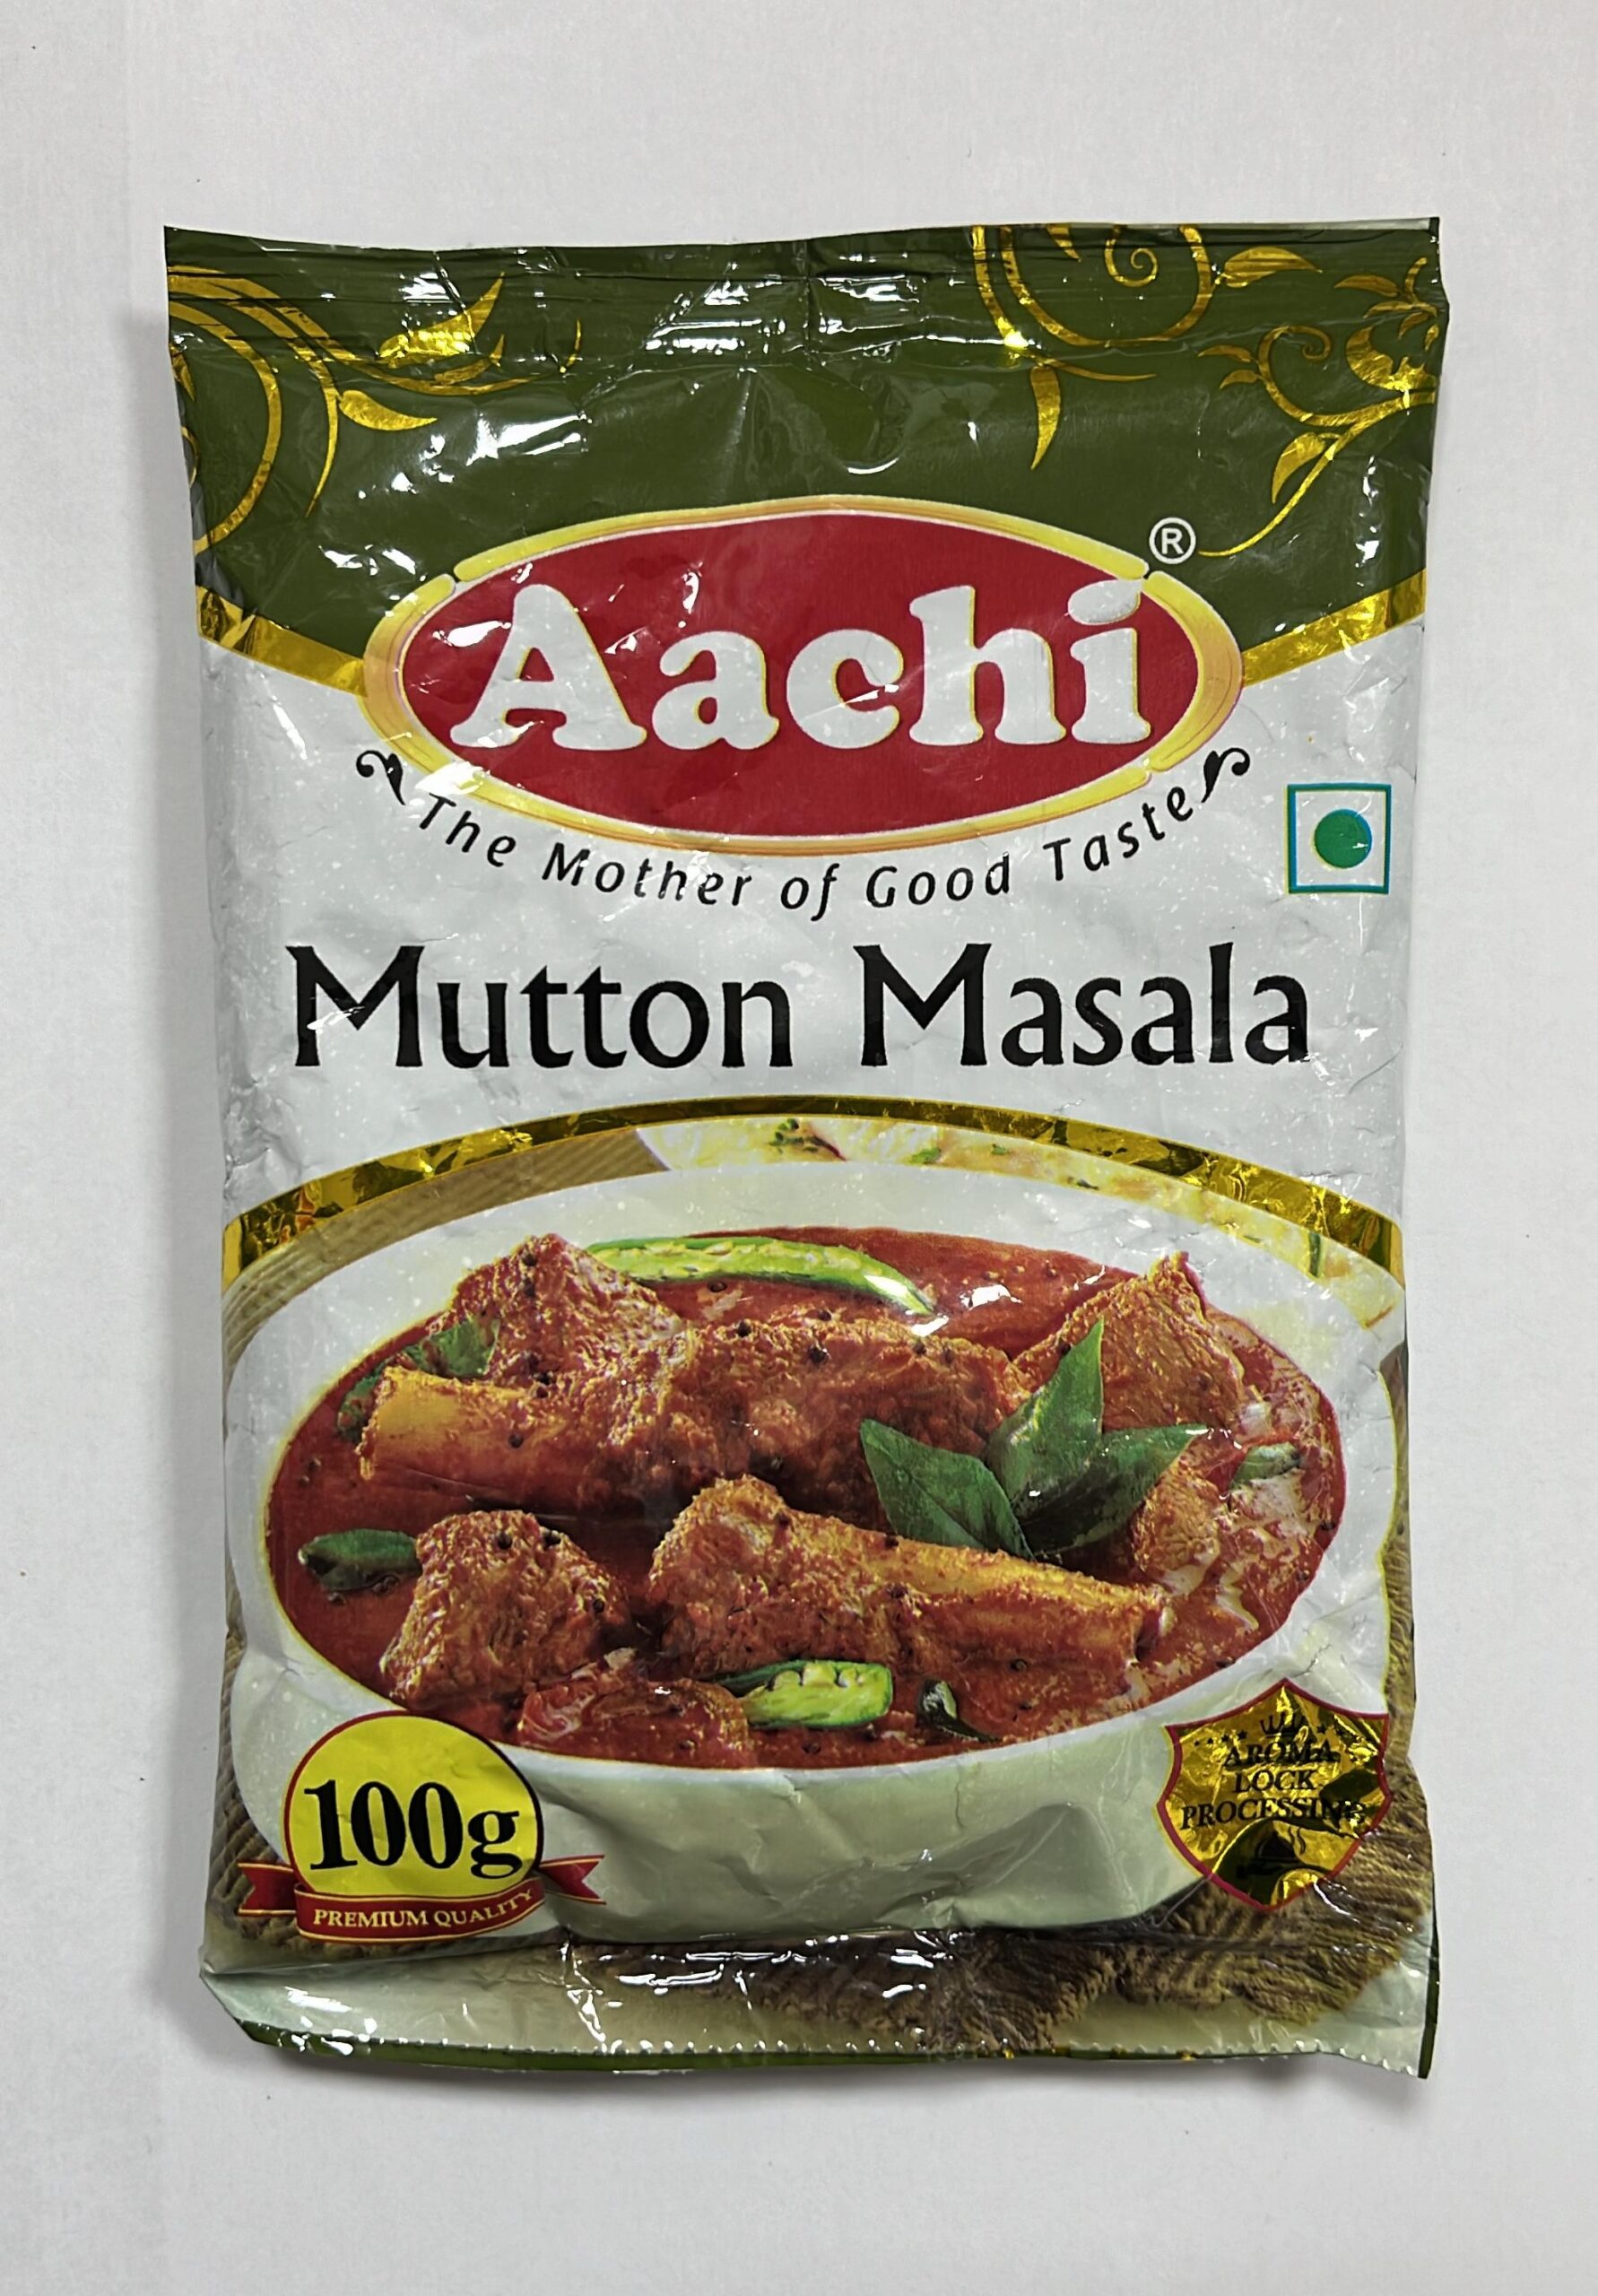 Aachi®
The Mother of Good Taste
Mutton Masala
AROMA
LOCK
PROCESSING
100g
PREMIUM QUALITY